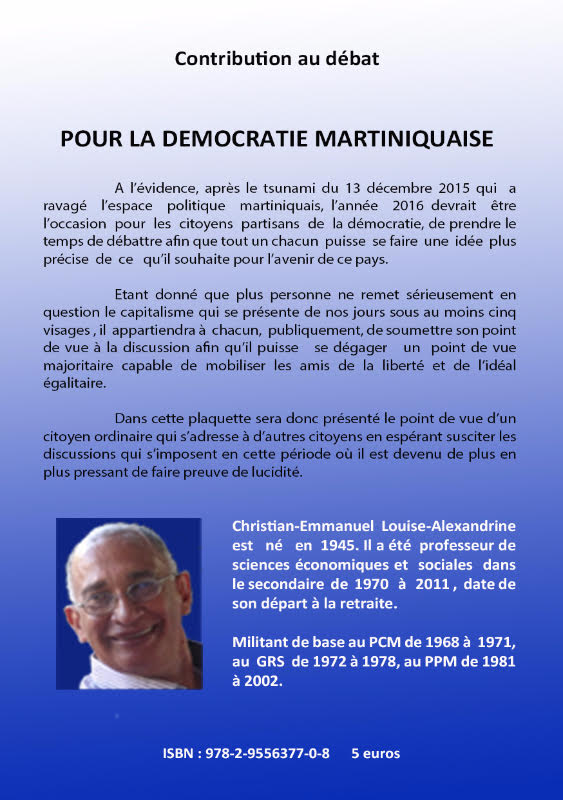 Contribution au débat
POUR LA DEMOCRATIE MARTINIQUAISE
A l'évidence, après le tsunami du 13 décembre 2015 qui a
ravagé l'espace politique martiniquais, l'année 2016 devrait être
l'occasion pour les citoyens partisans de la démocratie, de prendre le
temps de débattre afin que tout un chacun puisse se faire une idée plus
précise de ce qu'il souhaite pour l'avenir de ce pays.
Etant donné que plus personne ne remet sérieusement en
question le capitalisme qui se présente de nos jours sous au moins cinq
visages , il appartiendra à chacun, publiquement, de soumettre son point
de vue à la discussion afin qu'il puisse se dégager un point de vue
majoritaire capable de mobiliser les amis de la liberté et de l'idéal
égalitaire.
Dans cette plaquette sera donc présenté le point de vue d'un
citoyen ordinaire qui s'adresse à d'autres citoyens en espérant susciter les
discussions qui s'imposent en cette période où il est devenu de plus en
plus pressant de faire preuve de lucidité.
Christian-Emmanuel Louise-Alexandrine
est né en 1945. Il a été professeur de
sciences économiques et sociales dans
le secondaire de 1970 à 2011 , date de
son départ à la retraite.
Militant de base au PCM de 1968 à 1971,
au GRS de 1972 à 1978, au PPM de 1981
à 2002.
ISBN : 978-2-9556377-0-8 5 euros